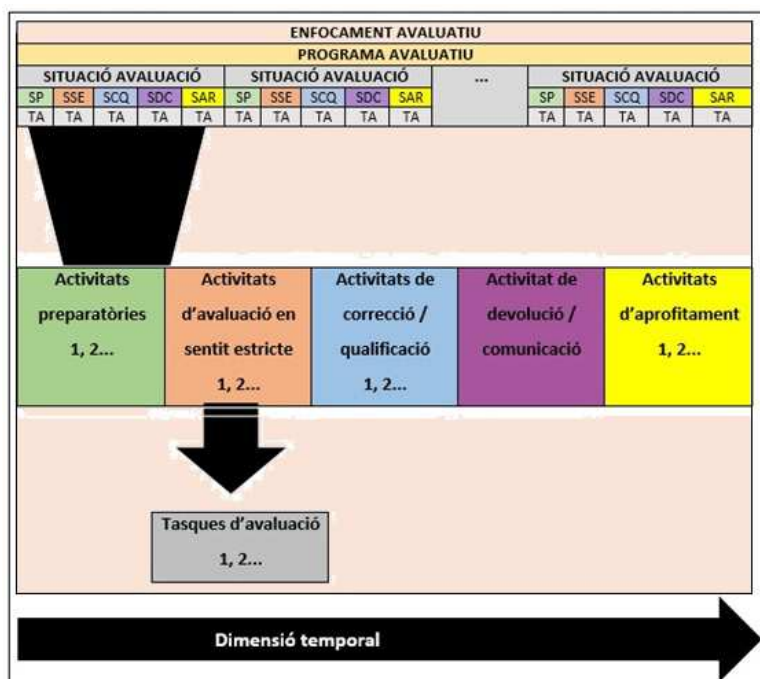 ENFOCAMENT AVALUATIU
PROGRAMA AVALUATIU
SITUACIÓ AVALUACIÓ SITUACIÓ AVALUACIÓ ... SITUACIÓ AVALUACIÓ
SP SSE SCQ SDC SAR SP SSE SCQ SDC SAR SP SSE SCQ SDC SAR
TA TA TA TA TA TA TA TA TA TA TA TA TA TA TA
Activitats
preparatòries
1, 2...
Activitats
d'avaluació en
sentit estricte
1, 2...
Activitats de
correcció /
qualificació
1, 2...
Activitat de
devolució /
comunicació
Activitats
d'aprofitament
1, 2...
Tasques d'avaluació
1, 2...
Dimensió temporal